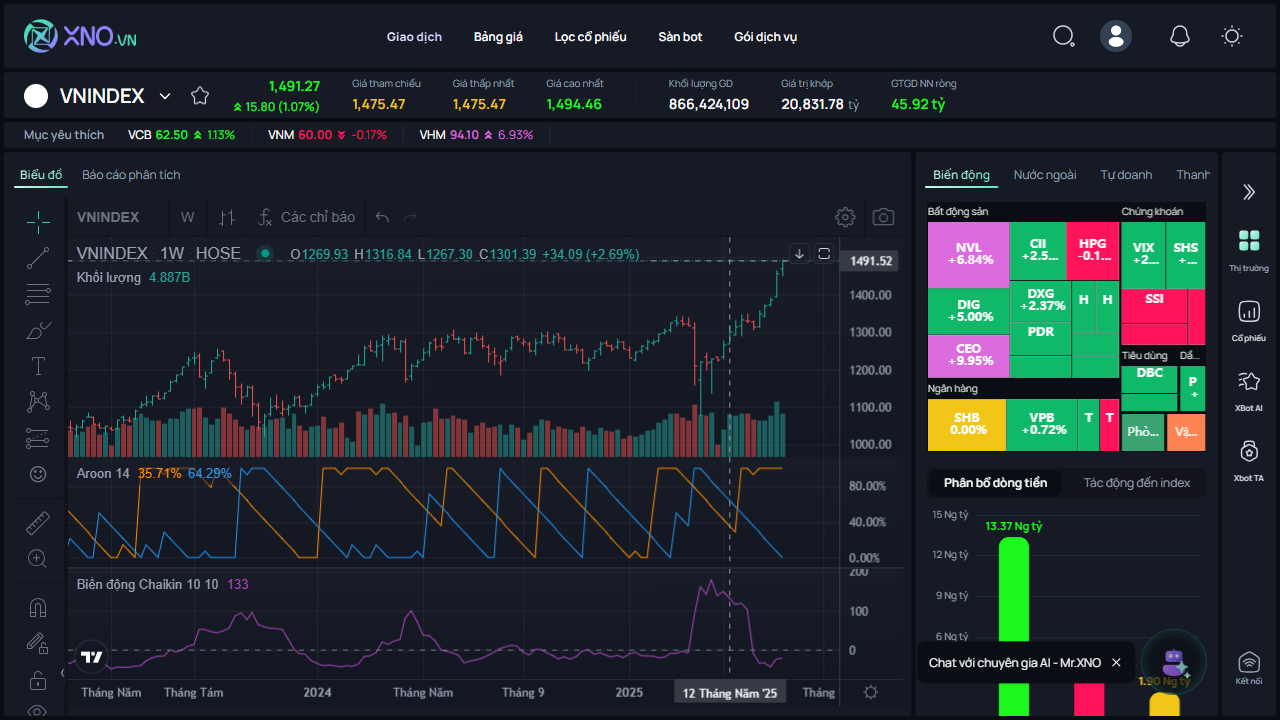 XNO.VN
Giao dịch Bảng giá Lọc cổ phiếu Sàn bot Gói dịch vụ
VNINDEX
1,491.27
15.80 (1.07%)
Giá tham chiếu
1,475.47
Giá thấp nhất
1,475.47
Giá cao nhất
1,494.46
Khối lượng GD
866,424,109
Giá trị khớp
20,831.78 tỷ
GTGD NN ròng
45.92 tỷ
Mục yêu thích VCB 62.50 1.13% VNM 60.00 -0.17% VHM 94.10 6.93%
Biểu đồ Báo cáo phân tích
VNINDEX W Các chỉ báo
VNINDEX 1W HOSE O1269.93 H1316.84 L1267.30 C1301.39 +34.09 (+2.69%)
Khối lượng 4.887B
1491.52
1400.00
1300.00
1200.00
1100.00
1000.00
Aroon 14 35.71% 64.29%
80.00%
40.00%
0.00%
Biên động Chaikin 10 10 133
200
100
0
Tháng Năm Tháng Tám 2024 Tháng Năm Tháng 9 2025 12 Tháng Năm '25 Tháng
Biến động Nước ngoài Tự doanh Thanh
Bất động sản
NVL
+6.84%
CII
+2.5...
HPG
-0.1...
DIG
+5.00%
DXG
+2.37%
H
H
CEO
+9.95%
PDR
Chứng khoán
VIX
+2...
SHS
+...
SSI
Tiêu dùng
Dầ...
DBC
P
+
Ngân hàng
SHB
0.00%
VPB
+0.72%
T
T
Phò...
Vậ...
Phân bổ dòng tiền Tác động đến index
15 Ng tỷ
13.37 Ng tỷ
12 Ng tỷ
9 Ng tỷ
6 Ng tỷ
1.90 Ng tỷ
Chat với chuyên gia AI - Mr.XNO
Thị trường
Cổ phiếu
XBot AI
Xbot TA
Kết nối